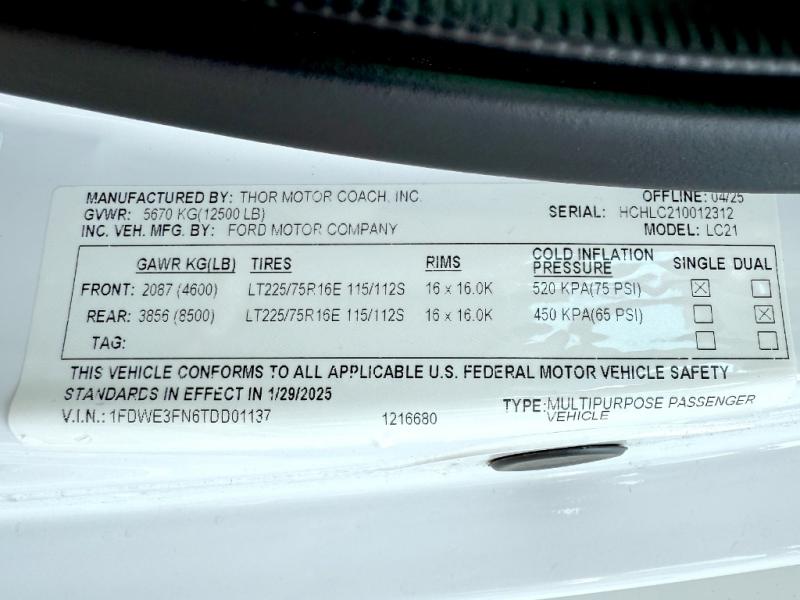 MANUFACTURED BY: THOR MOTOR COACH, INC. OFFLINE: 04/25
GVWR: 5670 KG(12500 LB) SERIAL: HCHLC210012312
INC. VEH. MFG. BY: FORD MOTOR COMPANY MODEL: LC21
GAWR KG(LB) TIRES RIMS COLD INFLATION PRESSURE SINGLE DUAL
FRONT: 2087 (4600) LT225/75R16E 115/112S 16 x 16.0K 520 KPA(75 PSI)
REAR: 3856 (8500) LT225/75R16E 115/112S 16 x 16.0K 450 KPA(65 PSI)
TAG:
THIS VEHICLE CONFORMS TO ALL APPLICABLE U.S. FEDERAL MOTOR VEHICLE SAFETY
STANDARDS IN EFFECT IN 1/29/2025
V.I.N.: 1FDWE3FN6TDD01137 1216680 TYPE: MULTIPURPOSE PASSENGER VEHICLE